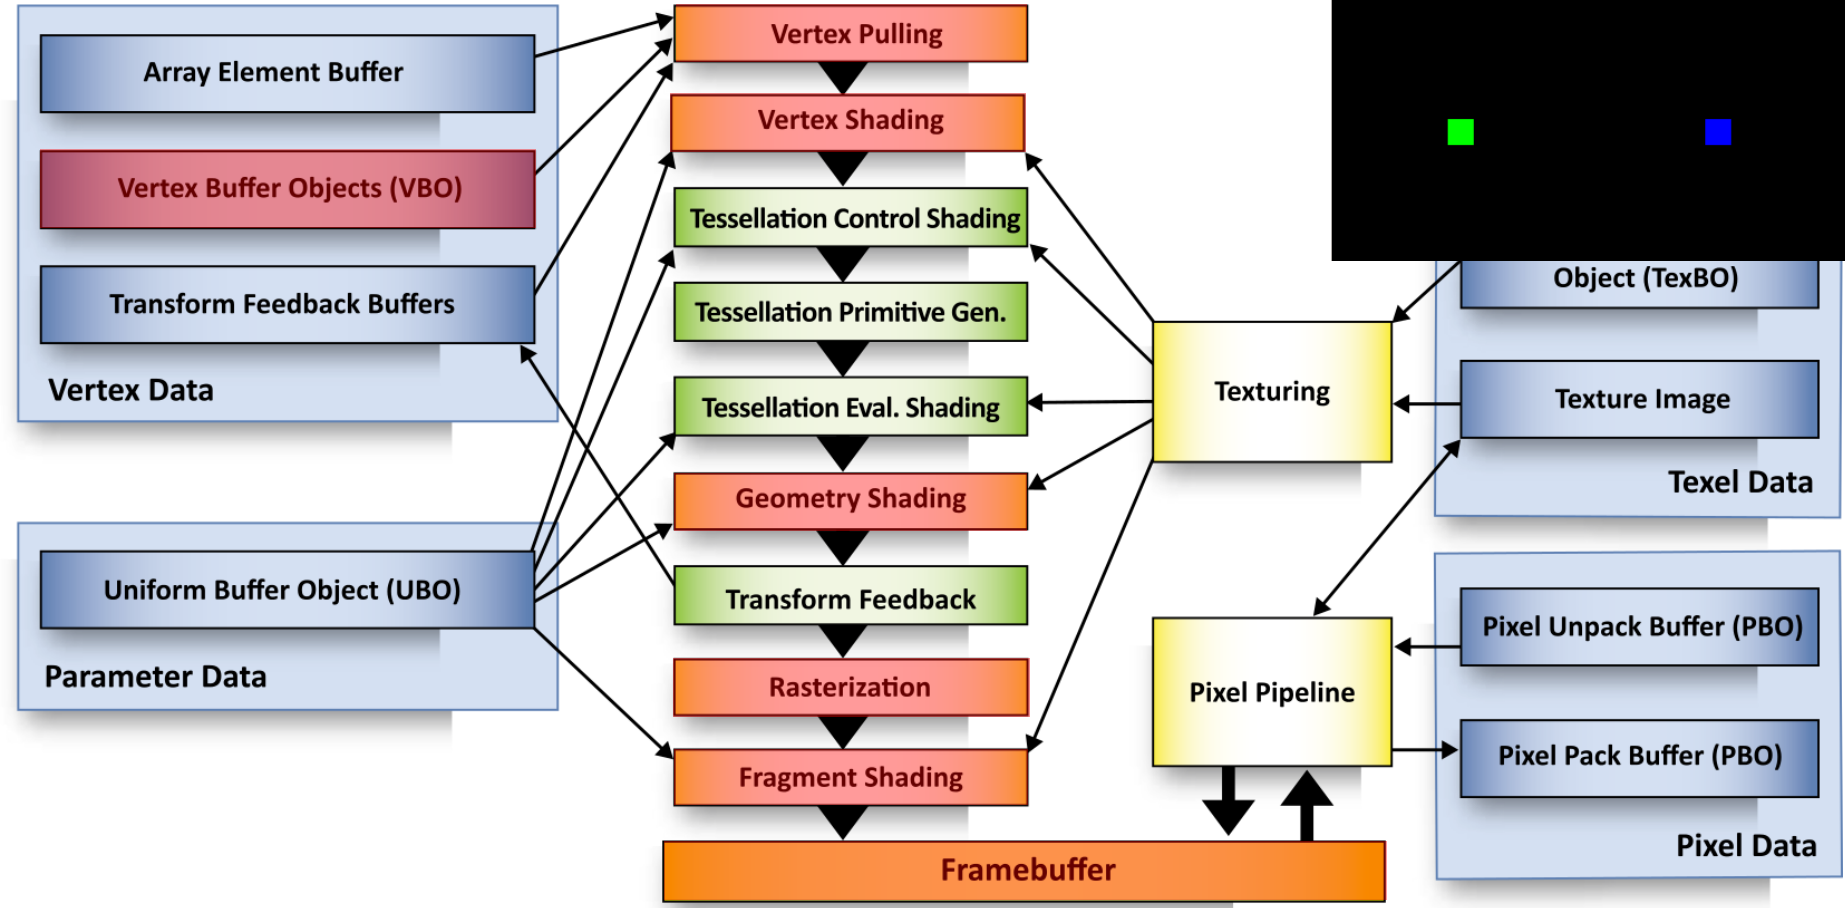 Array Element Buffer
Vertex Buffer Objects (VBO)
Transform Feedback Buffers
Vertex Data
Uniform Buffer Object (UBO)
Parameter Data
Vertex Pulling
Vertex Shading
Tessellation Control Shading
Tessellation Primitive Gen.
Tessellation Eval. Shading
Geometry Shading
Transform Feedback
Rasterization
Fragment Shading
Framebuffer
Texturing
Pixel Pipeline
Object (TexBO)
Texture Image
Texel Data
Pixel Unpack Buffer (PBO)
Pixel Pack Buffer (PBO)
Pixel Data